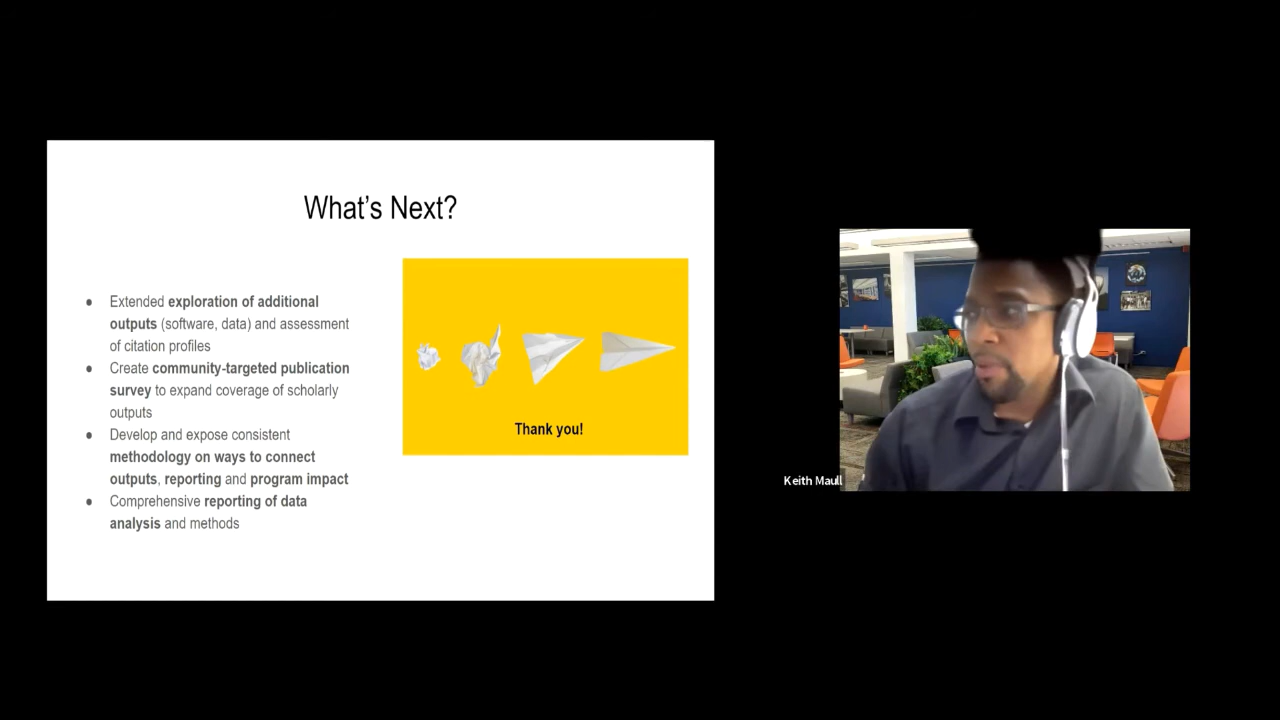 What's Next?
● Extended exploration of additional
outputs (software, data) and assessment
of citation profiles
● Create community-targeted publication
survey to expand coverage of scholarly
outputs
● Develop and expose consistent
methodology on ways to connect
outputs, reporting and program impact
● Comprehensive reporting of data
analysis and methods
Thank you!
Keith Maull